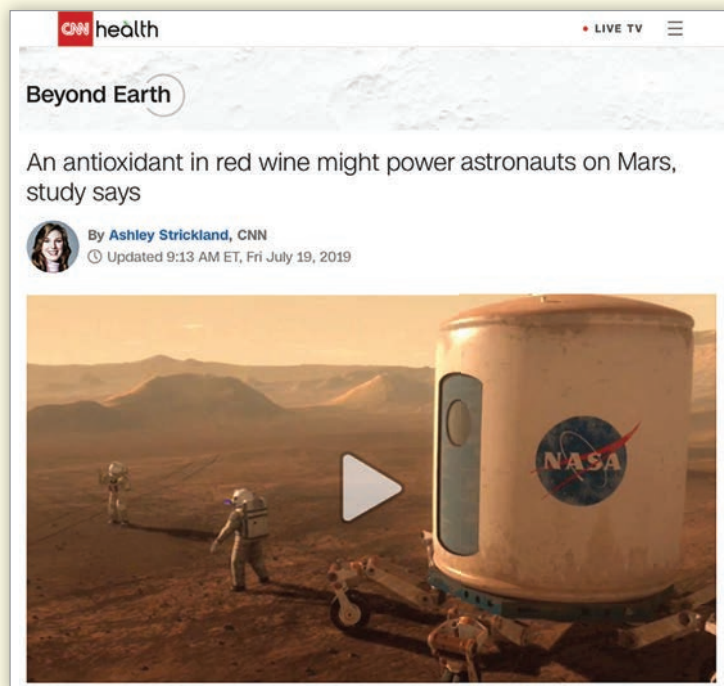 CNN health
• LIVE TV
Beyond Earth
An antioxidant in red wine might power astronauts on Mars,
study says
By Ashley Strickland, CNN
Updated 9:13 AM ET, Fri July 19, 2019
NASA